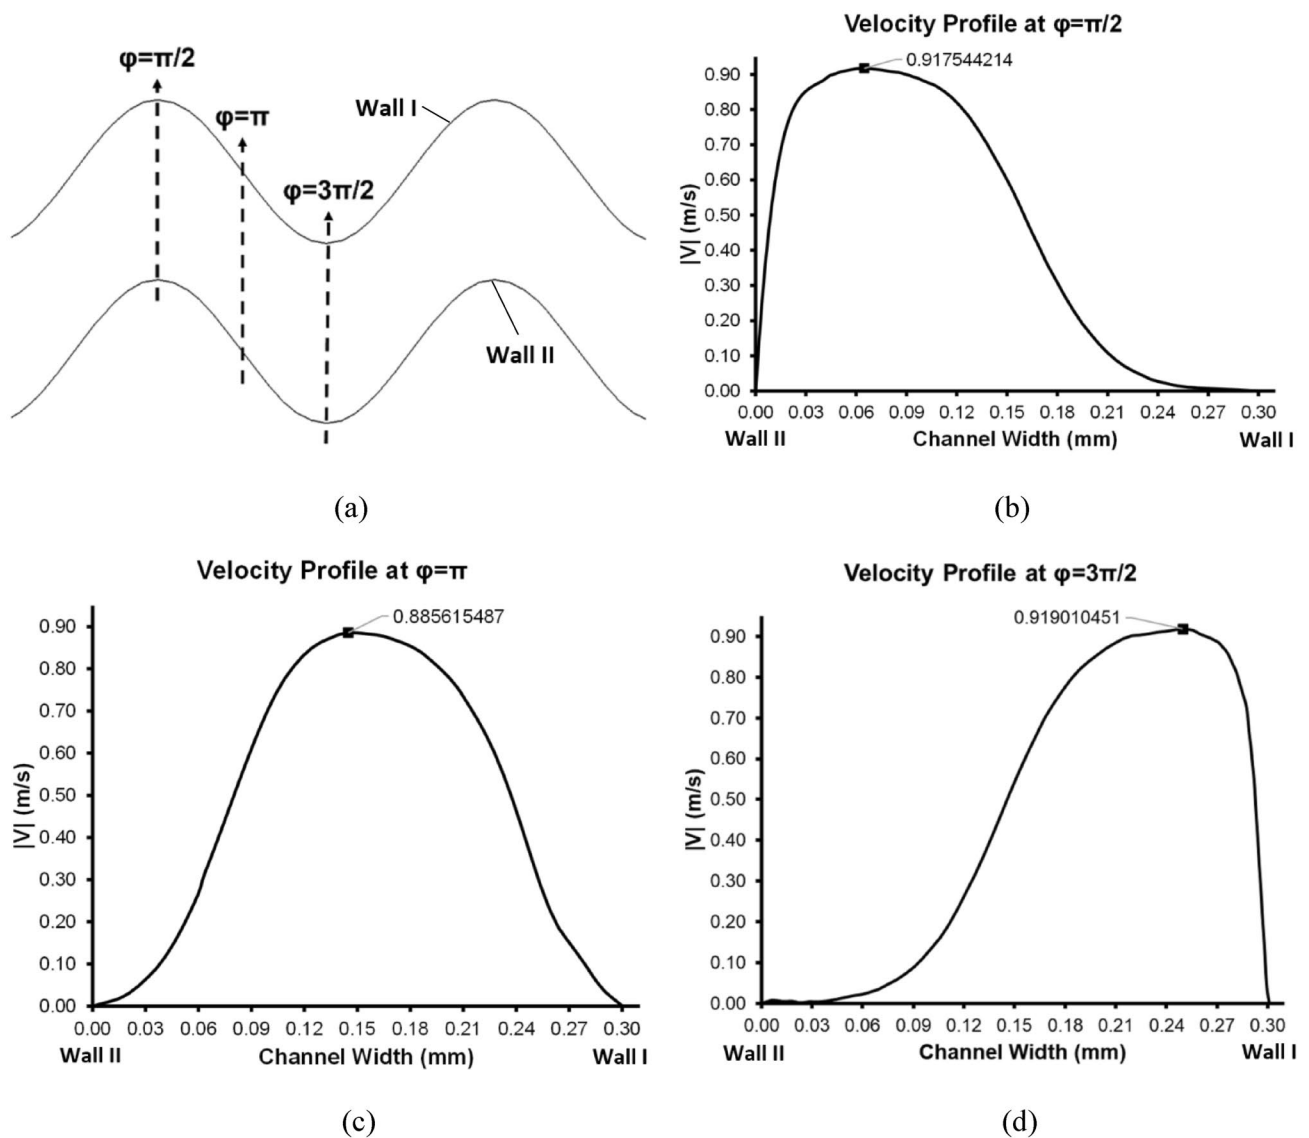 φ=π/2
φ=π
φ=3π/2
Wall I
Wall II
(a)
Velocity Profile at φ=π/2
0.917544214
0.90
0.80
0.70
0.60
0.50
0.40
0.30
0.20
0.10
0.00
|V| (m/s)
0.00 0.03 0.06 0.09 0.12 0.15 0.18 0.21 0.24 0.27 0.30
Wall II Channel Width (mm) Wall I
(b)
Velocity Profile at φ=π
0.885615487
0.90
0.80
0.70
0.60
0.50
0.40
0.30
0.20
0.10
0.00
|V| (m/s)
0.00 0.03 0.06 0.09 0.12 0.15 0.18 0.21 0.24 0.27 0.30
Wall II Channel Width (mm) Wall I
(c)
Velocity Profile at φ=3π/2
0.919010451
0.90
0.80
0.70
0.60
0.50
0.40
0.30
0.20
0.10
0.00
|V| (m/s)
0.00 0.03 0.06 0.09 0.12 0.15 0.18 0.21 0.24 0.27 0.30
Wall II Channel Width (mm) Wall I
(d)